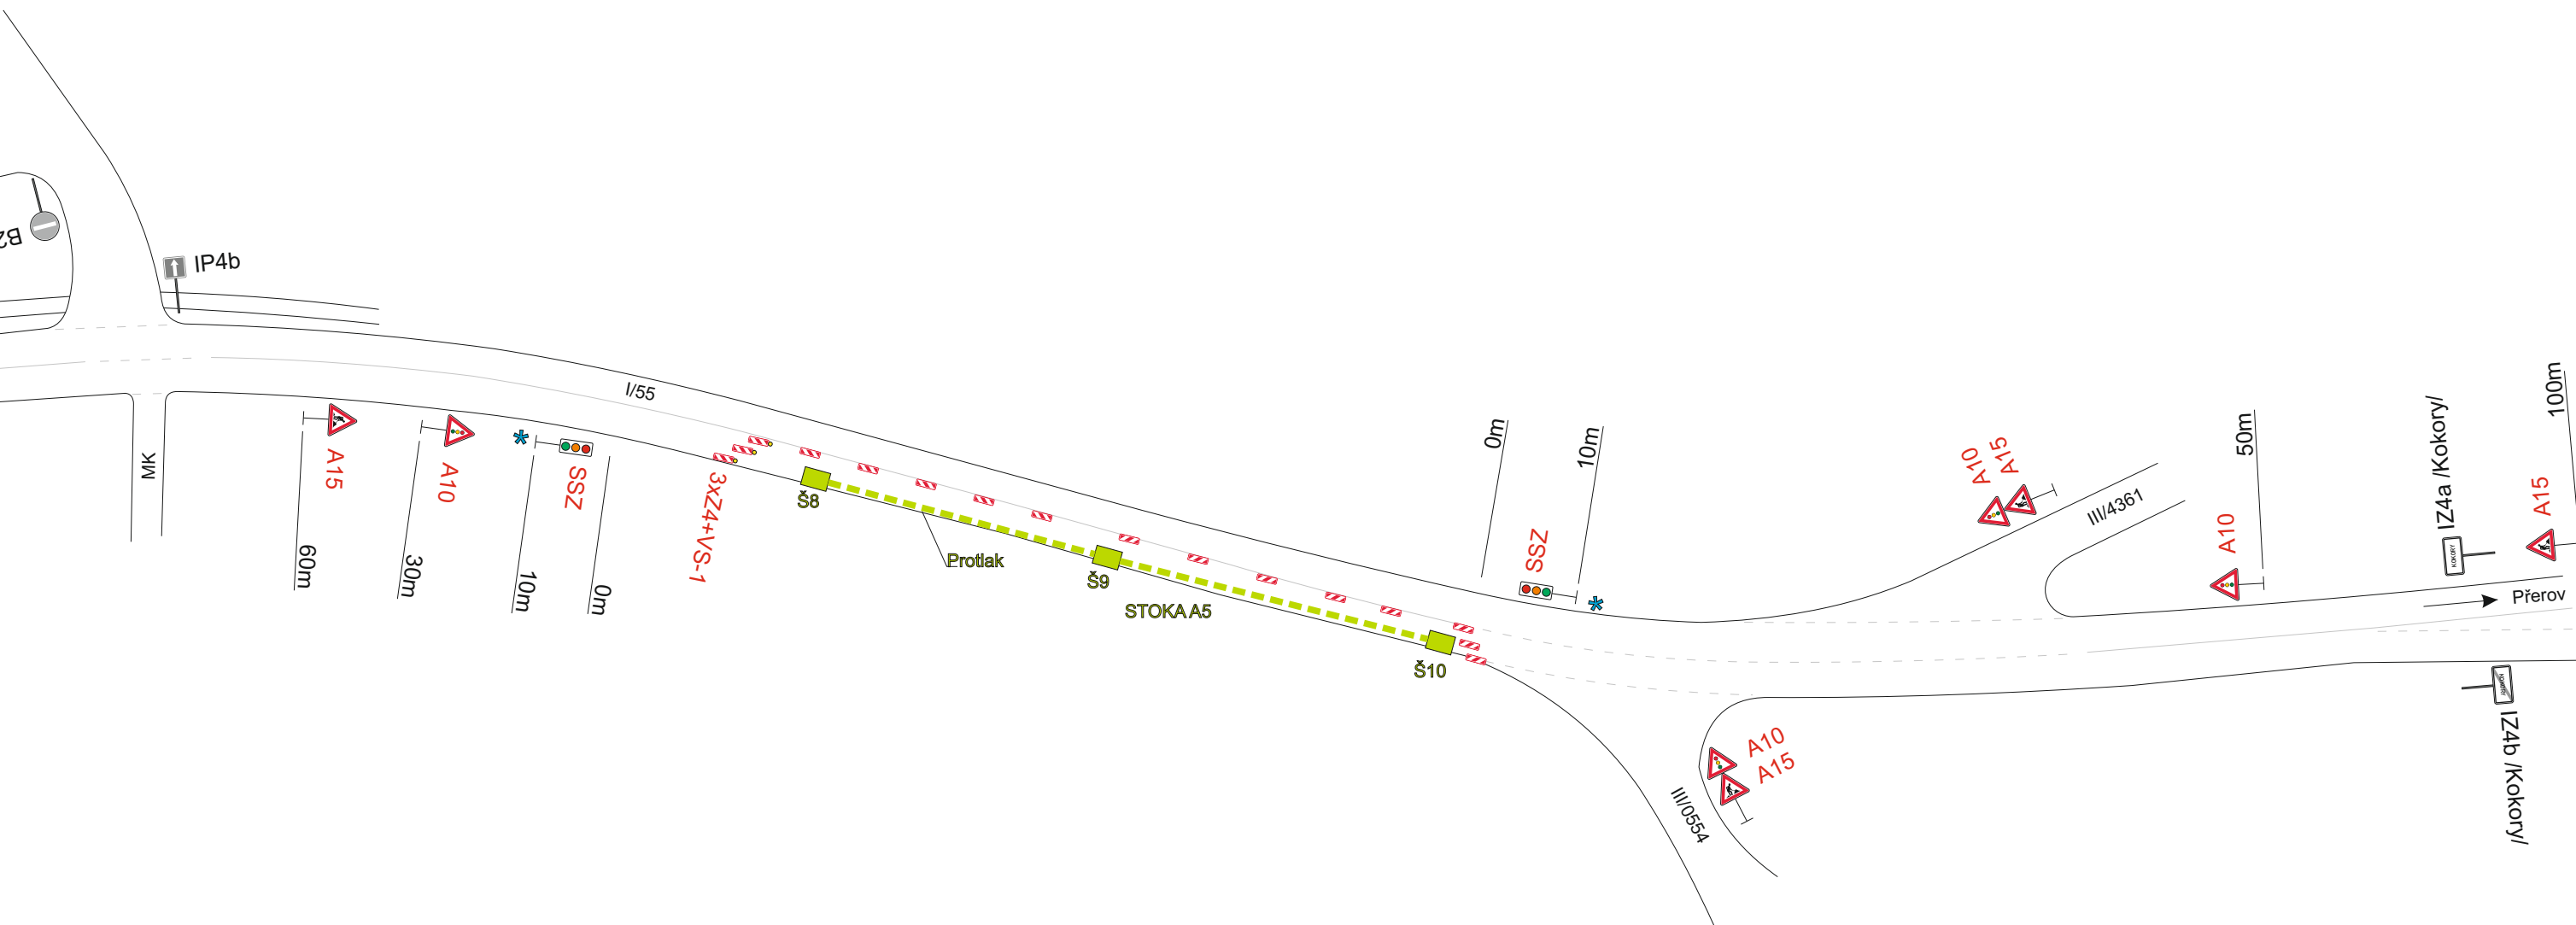 IP4b
I/55
MK
A15
A10
SSZ
60m
30m
10m
0m
3xZ4+VS-1
Š8
Protlak
Š9
STOKA A5
Š10
0m
10m
SSZ
A10
A15
III/4361
A10
50m
IZ4a /Kokory/
KOKORY
A15
100m
Přerov
KOKORY
IZ4b /Kokory/
A10
A15
III/0554